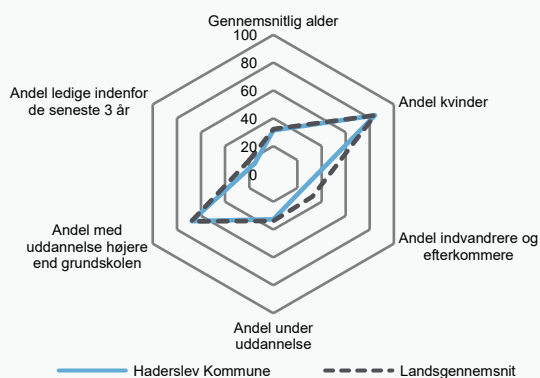 Gennemsnitlig alder
100
80
60
40
20
0
Andel kvinder
Andel indvandrere og
efterkommere
Andel under
uddannelse
Andel med
uddannelse højere
end grundskolen
Andel ledige indenfor
de seneste 3 år
Haderslev Kommune
Landsgennemsnit